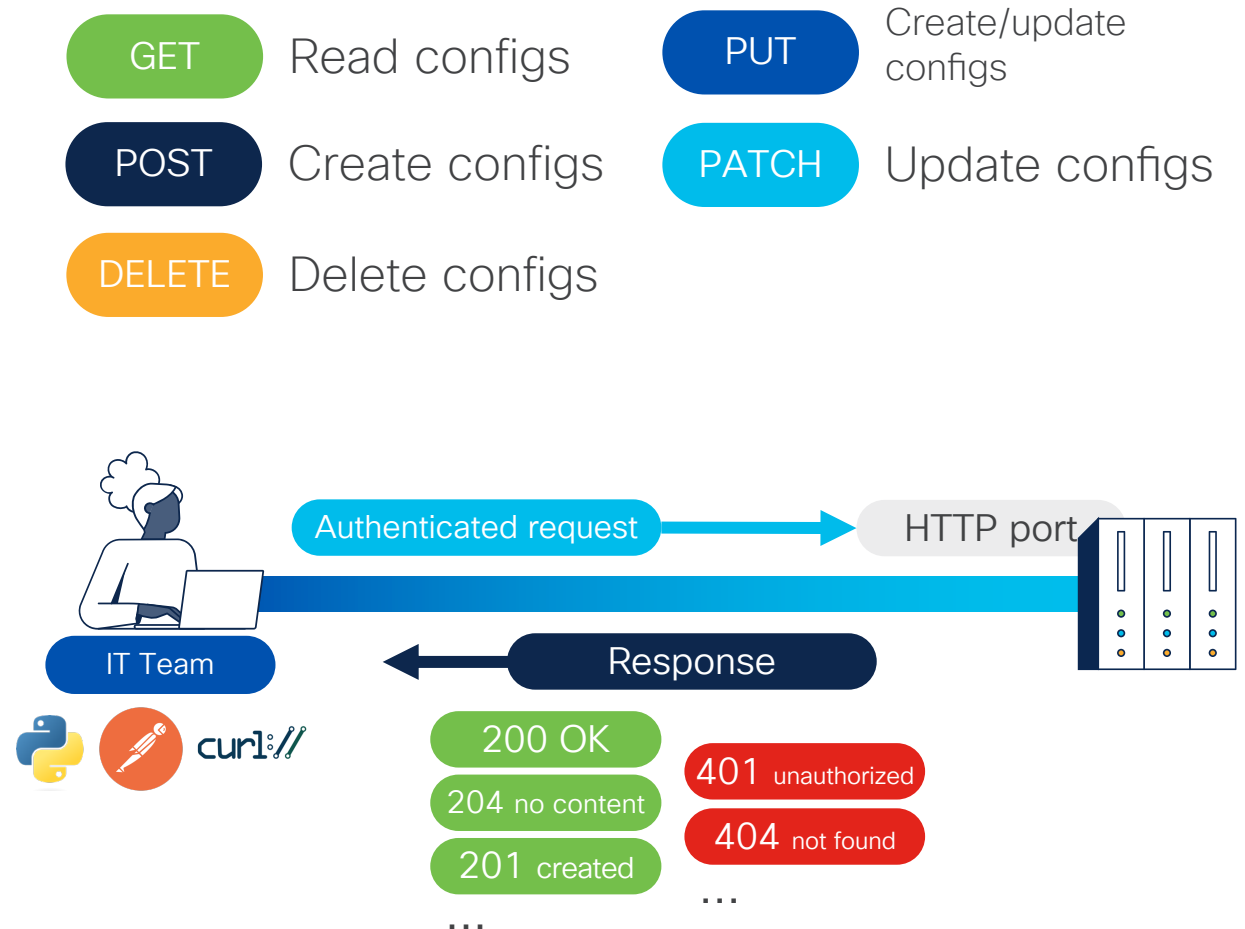 GET
Read configs
PUT
Create/update
configs
POST
Create configs
PATCH
Update configs
DELETE
Delete configs
Authenticated request
HTTP port
IT Team
Response
curl://
200 OK
401 unauthorized
204 no content
404 not found
201 created
...
...